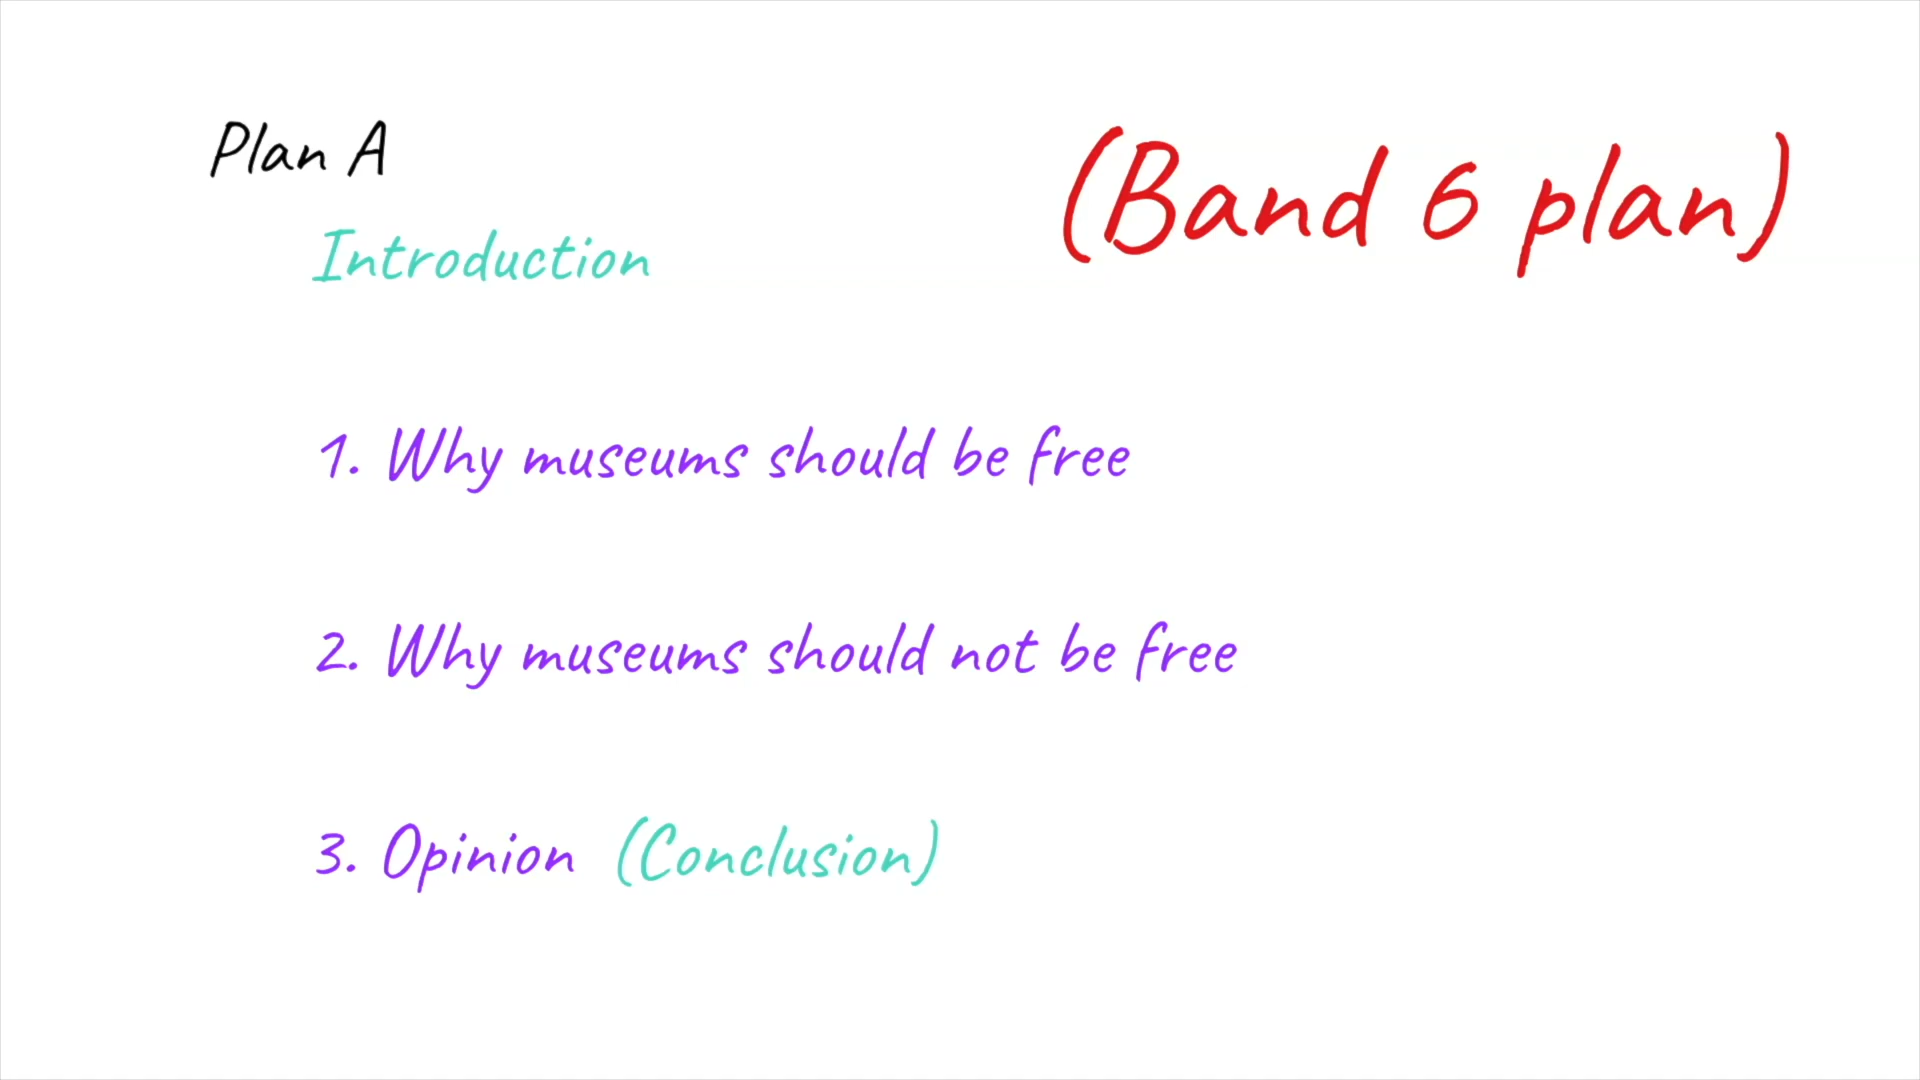 Plan A
(Band 6 plan)
Introduction
1. Why museums should be free
2. Why museums should not be free
3. Opinion (Conclusion)